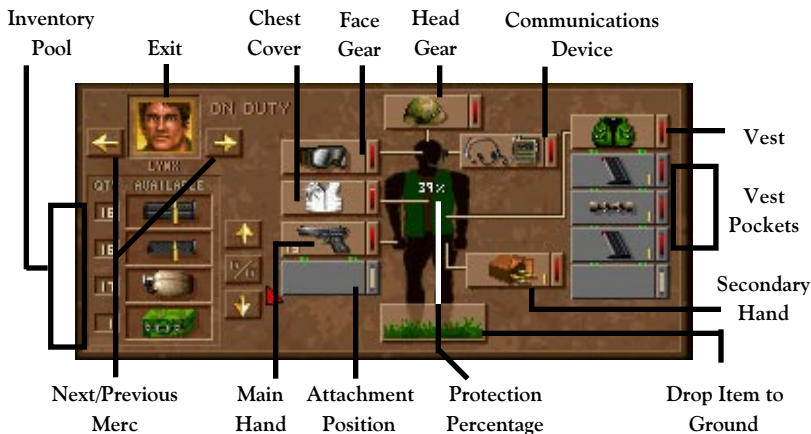 Inventory
Pool
Exit
Chest
Cover
Face
Gear
Head
Gear
Communications
Device
ON DUTY
LYNX
QTY AVAILABLE
16
16
17
1
39%
Vest
Vest
Pockets
Secondary
Hand
Next/Previous
Merc
Main
Hand
Attachment
Position
Protection
Percentage
Drop Item to
Ground